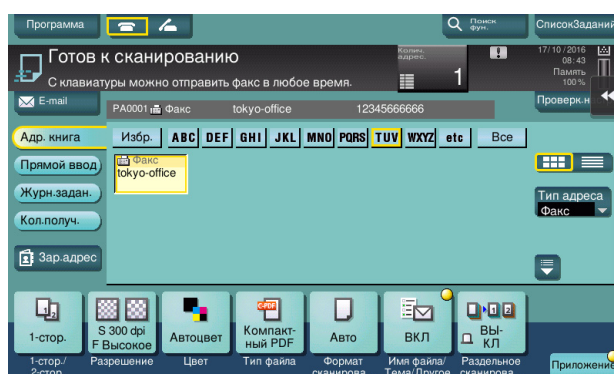 Программа
Поиск
фун.
СписокЗаданий
Готов к сканированию
С клавиатуры можно отправить факс в любое время.
Колич.
адрес.
1
17/10/2016
08:43
Память
100%
E-mail
PA0001 Факс tokyo-office 12345666666
Проверк.н
Адр. книга
Избр. ABC DEF GHI JKL MNO PQRS TUV WXYZ etc Все
Прямой ввод
Факс
tokyo-office
Журн.задан.
Тип адреса
Факс
Кол.получ.
Зар.адрес
1-стор.
S 300 dpi
F Высокое
Автоцвет
C-PDF
Компакт-
ный PDF
Авто
ВКЛ
ВЫ-
КЛ
1-стор./
2-стор.
Разрешение
Цвет
Тип файла
Формат
сканирова.
Имя файла/
Тема/Другое
Раздельное
сканирова.
Приложение